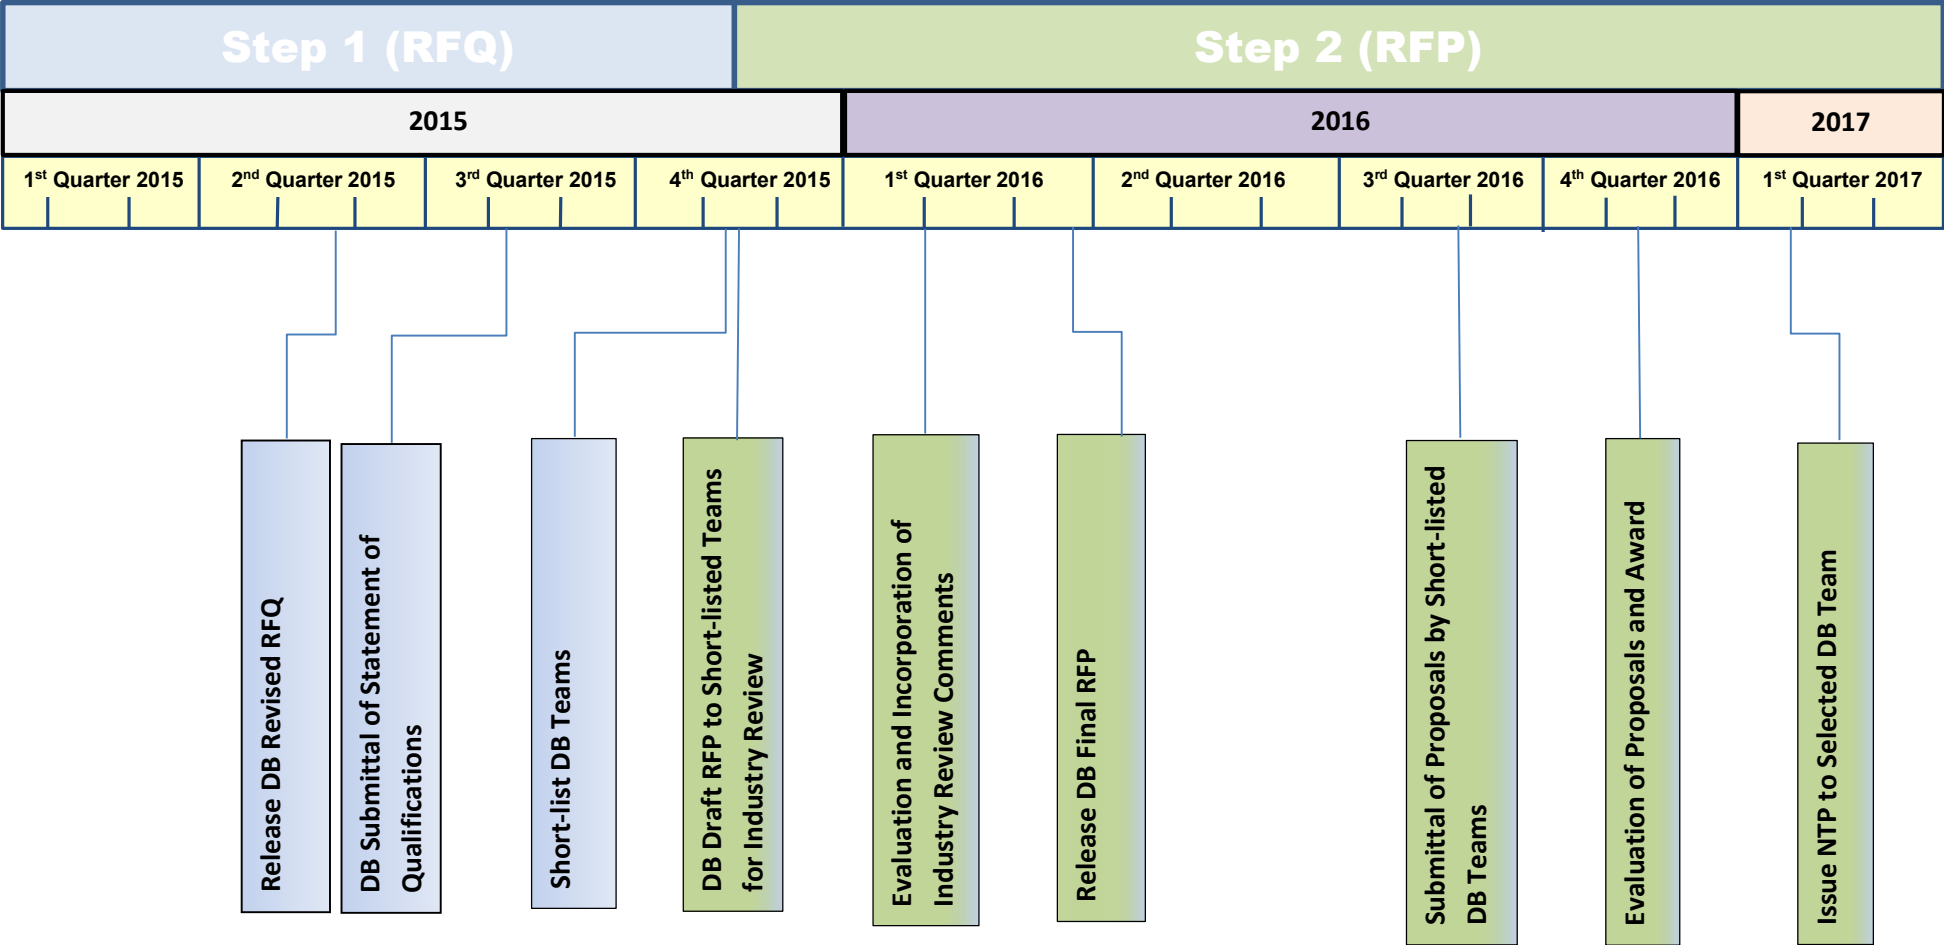 Step 1 (RFQ)
Step 2 (RFP)
2015
2016
2017
1st Quarter 2015
2nd Quarter 2015
3rd Quarter 2015
4th Quarter 2015
1st Quarter 2016
2nd Quarter 2016
3rd Quarter 2016
4th Quarter 2016
1st Quarter 2017
Release DB Revised RFQ
DB Submittal of Statement of
Qualifications
Short-list DB Teams
DB Draft RFP to Short-listed Teams
for Industry Review
Evaluation and Incorporation of
Industry Review Comments
Release DB Final RFP
Submittal of Proposals by Short-listed
DB Teams
Evaluation of Proposals and Award
Issue NTP to Selected DB Team